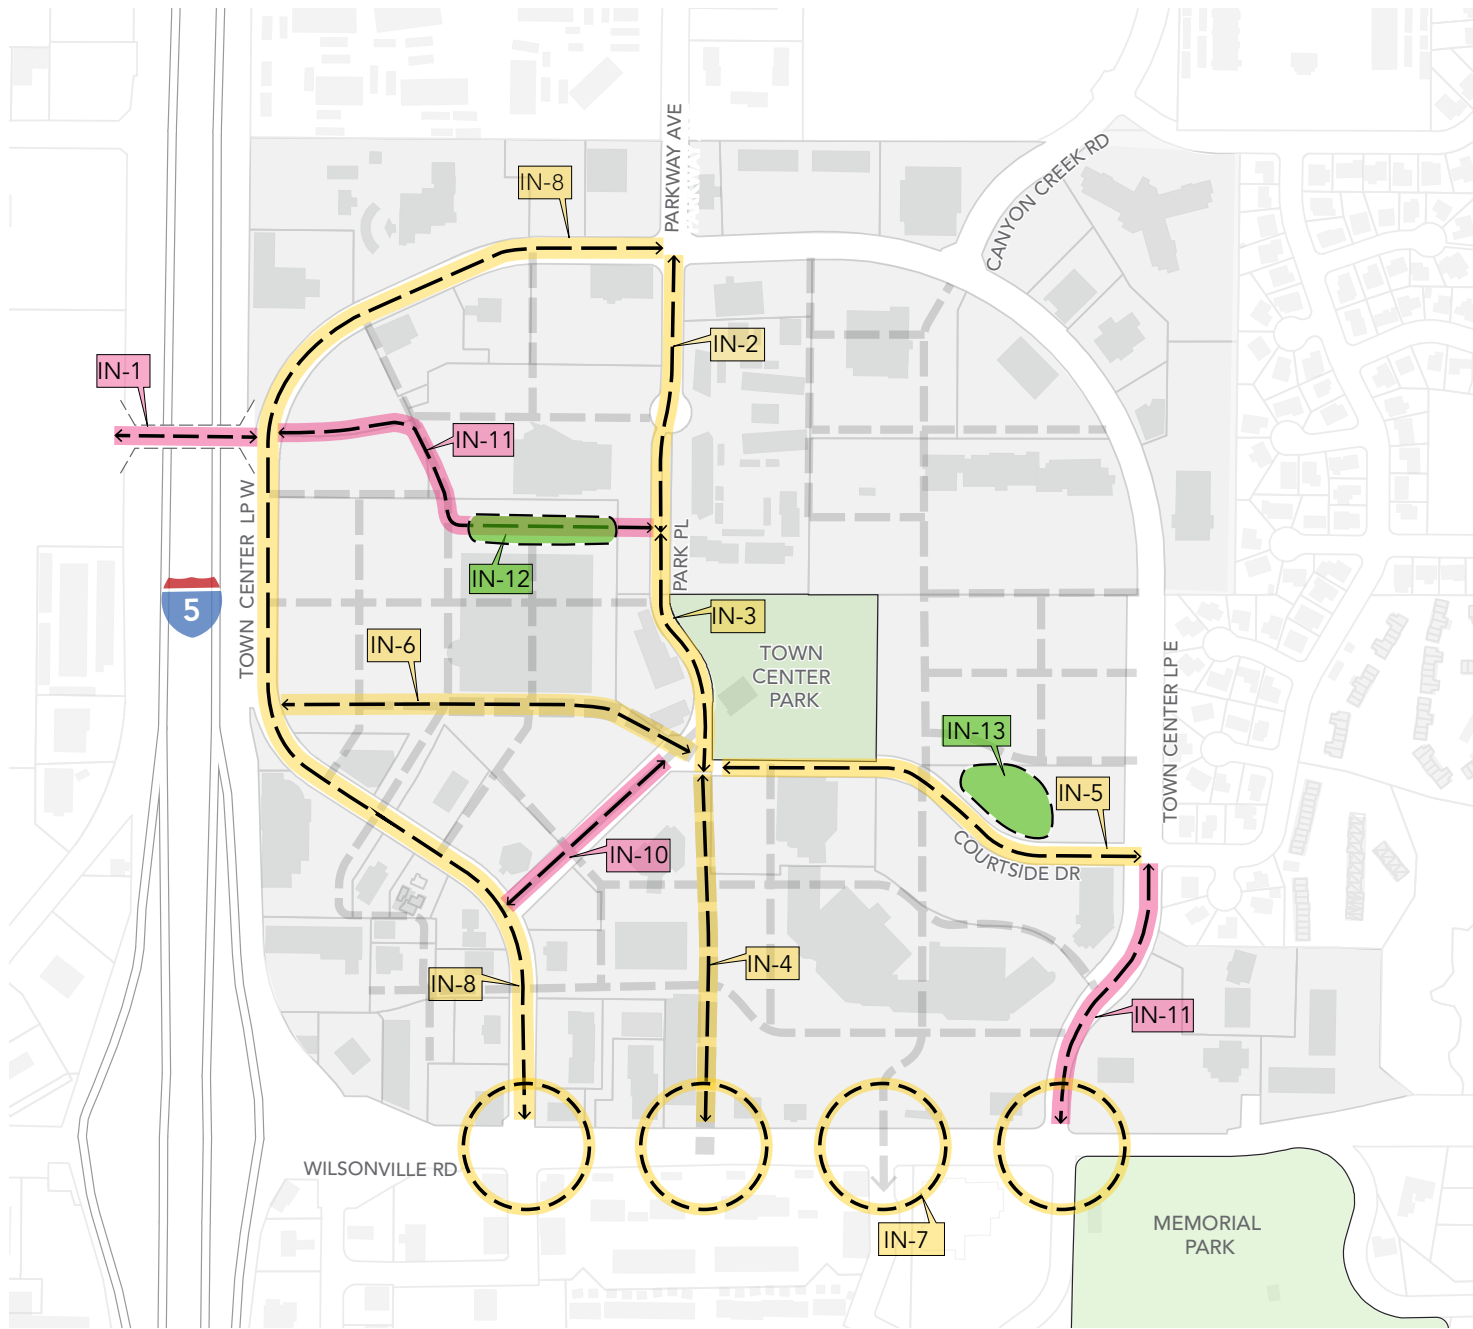 PARKWAY AVE
CANYON CREEK RD
IN-8
IN-2
IN-1
IN-11
TOWN CENTER LP W
PARK PL
IN-12
5
IN-3
IN-6
TOWN
CENTER
PARK
TOWN CENTER LP E
IN-13
IN-5
COURTSIDE DR
IN-10
IN-4
IN-8
IN-11
WILSONVILLE RD
IN-7
MEMORIAL
PARK